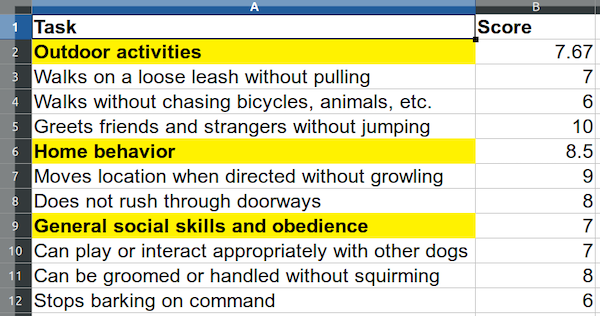 A B
1 Task Score
2 Outdoor activities 7.67
3 Walks on a loose leash without pulling 7
4 Walks without chasing bicycles, animals, etc. 6
5 Greets friends and strangers without jumping 10
6 Home behavior 8.5
7 Moves location when directed without growling 9
8 Does not rush through doorways 8
9 General social skills and obedience 7
10 Can play or interact appropriately with other dogs 7
11 Can be groomed or handled without squirming 8
12 Stops barking on command 6